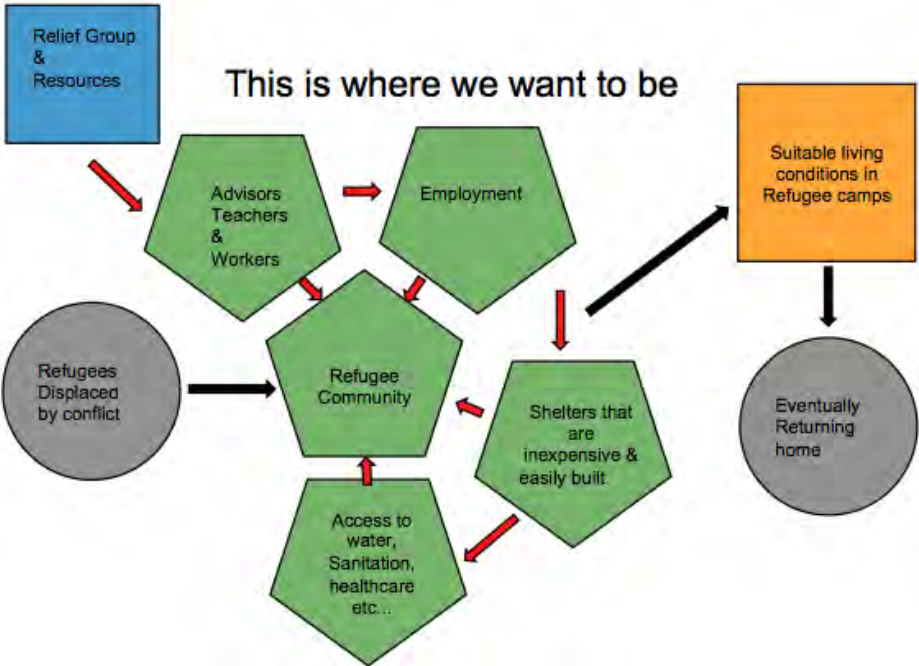 Relief Group
&
Resources
This is where we want to be
Advisors
Teachers
&
Workers
Employment
Suitable living
conditions in
Refugee camps
Refugees
Displaced
by conflict
Refugee
Community
Shelters that
are
inexpensive &
easily built
Eventually
Returning
home
Access to
water,
Sanitation,
healthcare
etc...